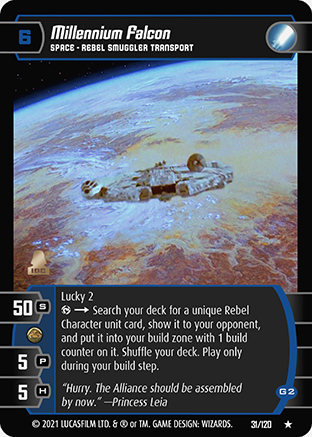 6
Millennium Falcon
SPACE - REBEL SMUGGLER TRANSPORT
IDC
50 S
Lucky 2
→ Search your deck for a unique Rebel
Character unit card, show it to your opponent,
and put it into your build zone with 1 build
counter on it. Shuffle your deck. Play only
during your build step.
5 P
5 H
“Hurry. The Alliance should be assembled
by now.” —Princess Leia
G2
© 2021 LUCASFILM LTD. & ® or TM. GAME DESIGN: WIZARDS.
31/120 ★